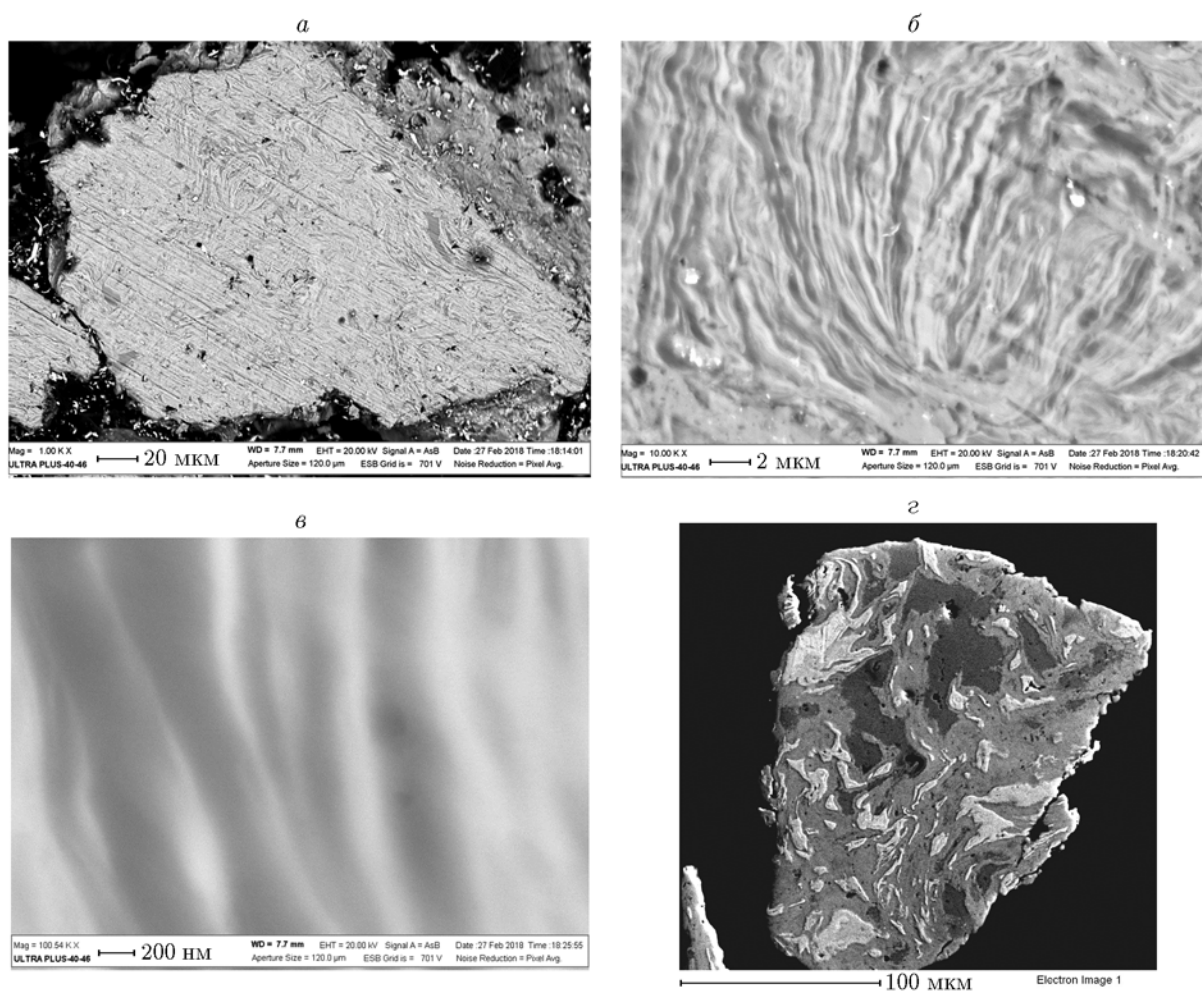 а
б
Mag = 1.00 K X
ULTRA PLUS-40-46
20 мкм
WD = 7.7 mm EHT = 20.00 kV Signal A = AsB Date :27 Feb 2018 Time :18:14:01
Aperture Size = 120.0 µm ESB Grid is = 701 V Noise Reduction = Pixel Avg.
Mag = 10.00 K X
ULTRA PLUS-40-46
2 мкм
WD = 7.7 mm EHT = 20.00 kV Signal A = AsB Date :27 Feb 2018 Time :18:20:42
Aperture Size = 120.0 µm ESB Grid is = 701 V Noise Reduction = Pixel Avg.
в
г
Mag = 100.54 K X
ULTRA PLUS-40-46
200 нм
WD = 7.7 mm EHT = 20.00 kV Signal A = AsB Date :27 Feb 2018 Time :18:25:55
Aperture Size = 120.0 µm ESB Grid is = 701 V Noise Reduction = Pixel Avg.
100 мкм
Electron Image 1